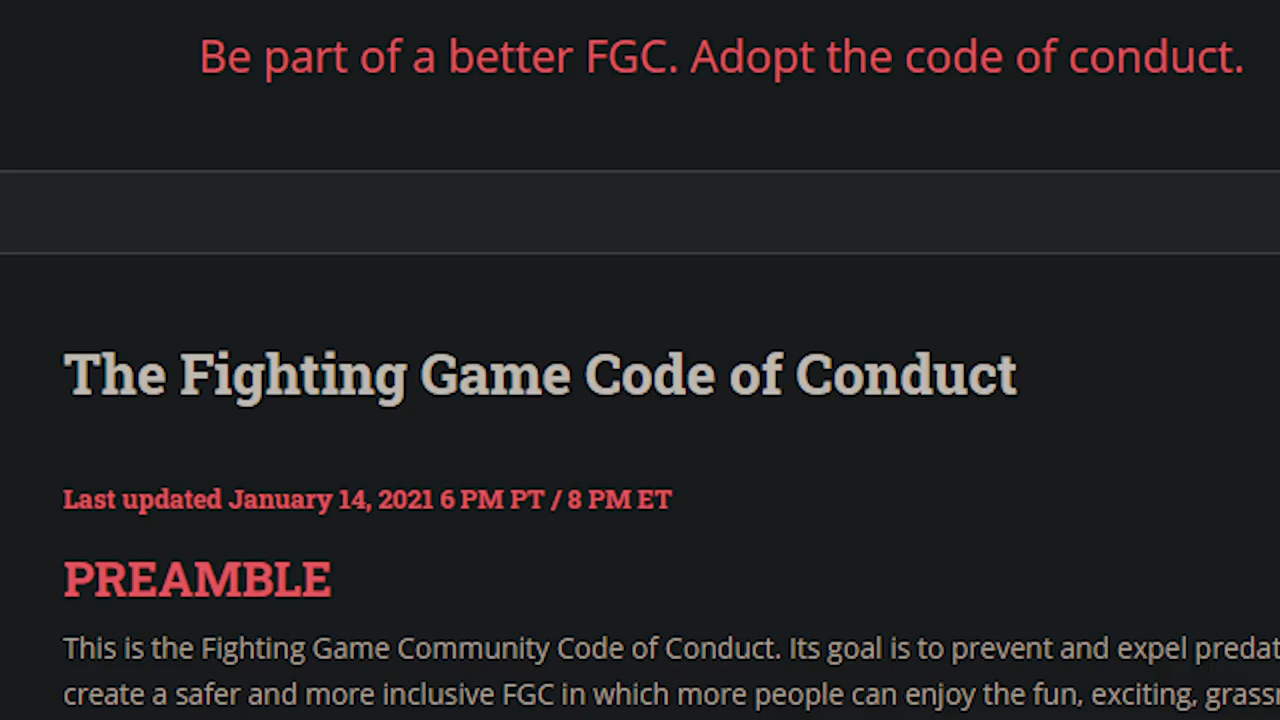 Be part of a better FGC. Adopt the code of conduct.
The Fighting Game Code of Conduct
Last updated January 14, 2021 6 PM PT / 8 PM ET
PREAMBLE
This is the Fighting Game Community Code of Conduct. Its goal is to prevent and expel
create a safer and more inclusive FGC in which more people can enjoy the fun, exciting,